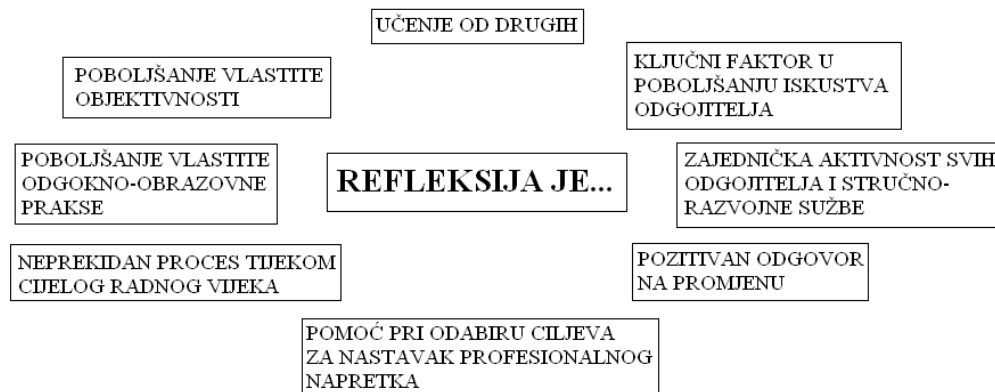 UČENJE OD DRUGIH
POBOLJŠANJE VLASTITE
OBJEKTIVNOSTI
KLJUČNI FAKTOR U
POBOLJŠANJU ISKUSTVA
ODGOJITELJA
POBOLJŠANJE VLASTITE
ODGOKNO-OBRAZOVNE
PRAKSE
REFLEKSIJA JE...
ZAJEDNIČKA AKTIVNOST SVIH
ODGOJITELJA I STRUČNO-
RAZVOJNE SUŽBE
NEPREKIDAN PROCES TIJEKOM
CIJELOG RADNOG VIJEKA
POZITIVAN ODGOVOR
NA PROMJENU
POMOĆ PRI ODABIRU CILJEVA
ZA NASTAVAK PROFESIONALNOG
NAPRETKA